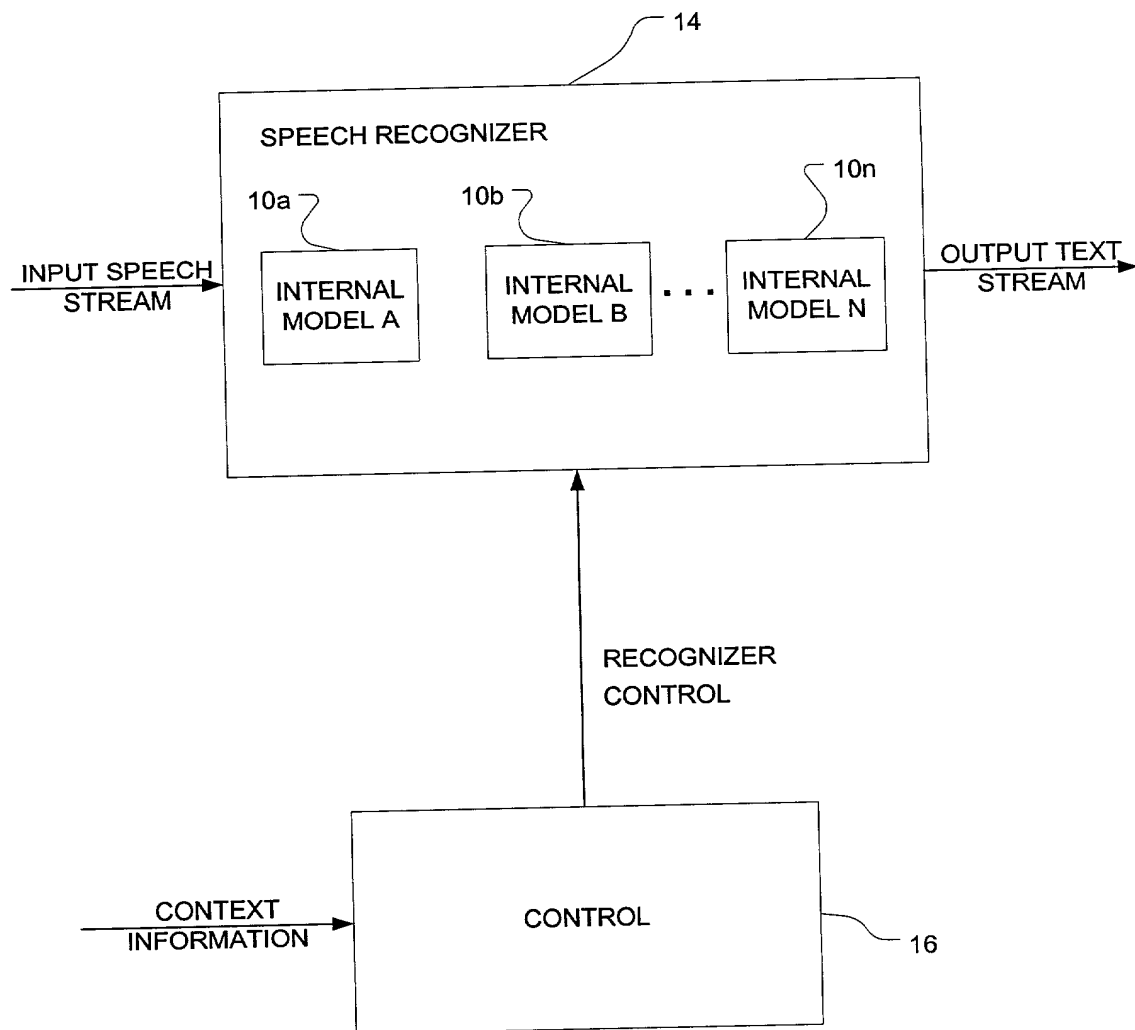 14
SPEECH RECOGNIZER
10a
10b
10n
INPUT SPEECH
STREAM
INTERNAL
MODEL A
INTERNAL
MODEL B
. . .
INTERNAL
MODEL N
OUTPUT TEXT
STREAM
RECOGNIZER
CONTROL
CONTEXT
INFORMATION
CONTROL
16